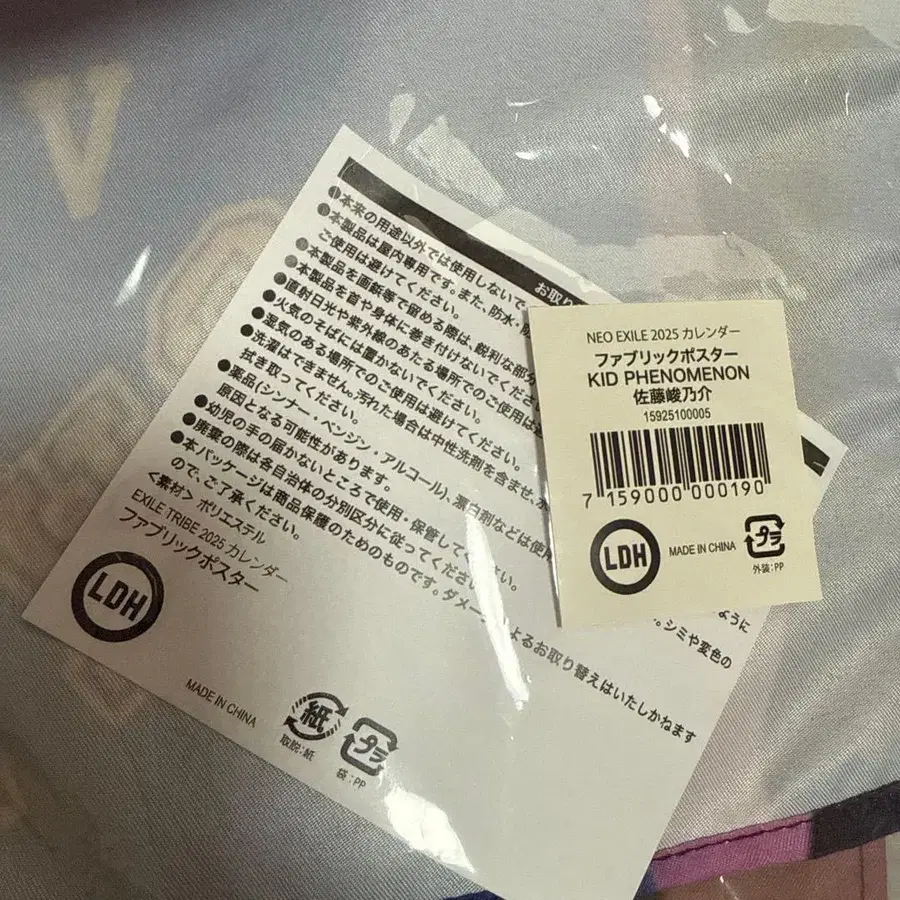 V
お取り
●本来の用途以外では使用しないで
●本製品は屋内専用です。また、防水・防
ご使用は避けてください。
●本製品を画鋲等で留める際は、鋭利な部分
●本製品を首や身体に巻き付けないでください
●直射日光や紫外線のあたる場所でのご使用は避
●火気のそばには置かないでください。
●湿気のある場所でのご使用は避けてください。
●洗濯はできません。汚れた場合は中性洗剤を含ませ、水
拭き取ってください。
●薬品(シンナー・ベンジン・アルコール)、漂白剤などは使用
ように
。シミや変色の
原因となる可能性があります。
●幼児の手の届かないところで使用・保管してく
●廃棄の際は各自治体の分別区分に従ってくださ
●本パッケージは商品保護のためのものです。ダメージ
よるお取り替えはいたしかねます
ので、ご了承ください。
<素材> ポリエステル
EXILE TRIBE 2025 カレンダー
ファブリックポスター
LDH
MADE IN CHINA
紙
取説:紙
プラ
袋:PP
NEO EXILE 2025 カレンダー
ファブリックポスター
KID PHENOMENON
佐藤峻乃介
15925100005
7 159000 000190
LDH
MADE IN CHINA
プラ
外装:PP